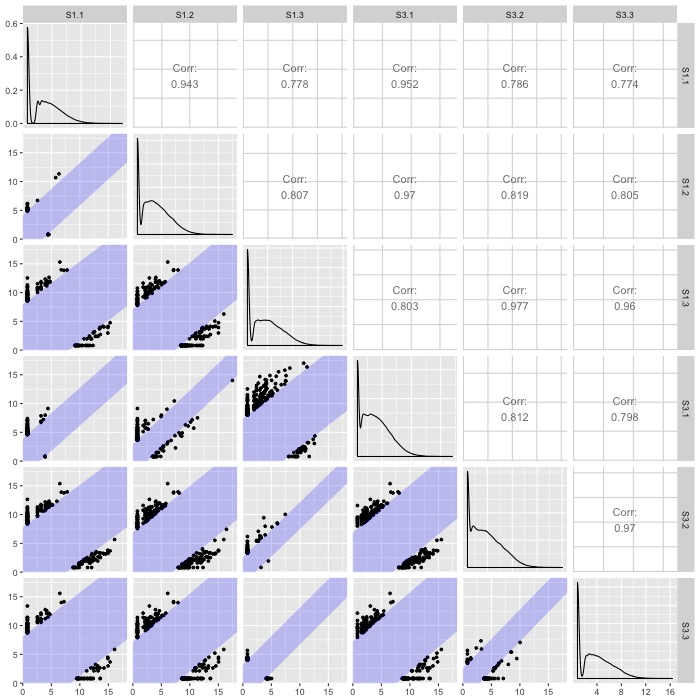 S1.1 S1.2 S1.3 S3.1 S3.2 S3.3
0.6
0.4
0.2
0.0
Corr:
0.943
Corr:
0.778
Corr:
0.952
Corr:
0.786
Corr:
0.774
S1.1
15
10
5
0
Corr:
0.807
Corr:
0.97
Corr:
0.819
Corr:
0.805
S1.2
15
10
5
0
Corr:
0.803
Corr:
0.977
Corr:
0.96
S1.3
15
10
5
0
Corr:
0.812
Corr:
0.798
S3.1
15
10
5
0
Corr:
0.97
S3.2
15
10
5
0
S3.3
0 5 10 15 0 5 10 15 0 5 10 15 0 5 10 15 0 5 10 15 4 8 12 16